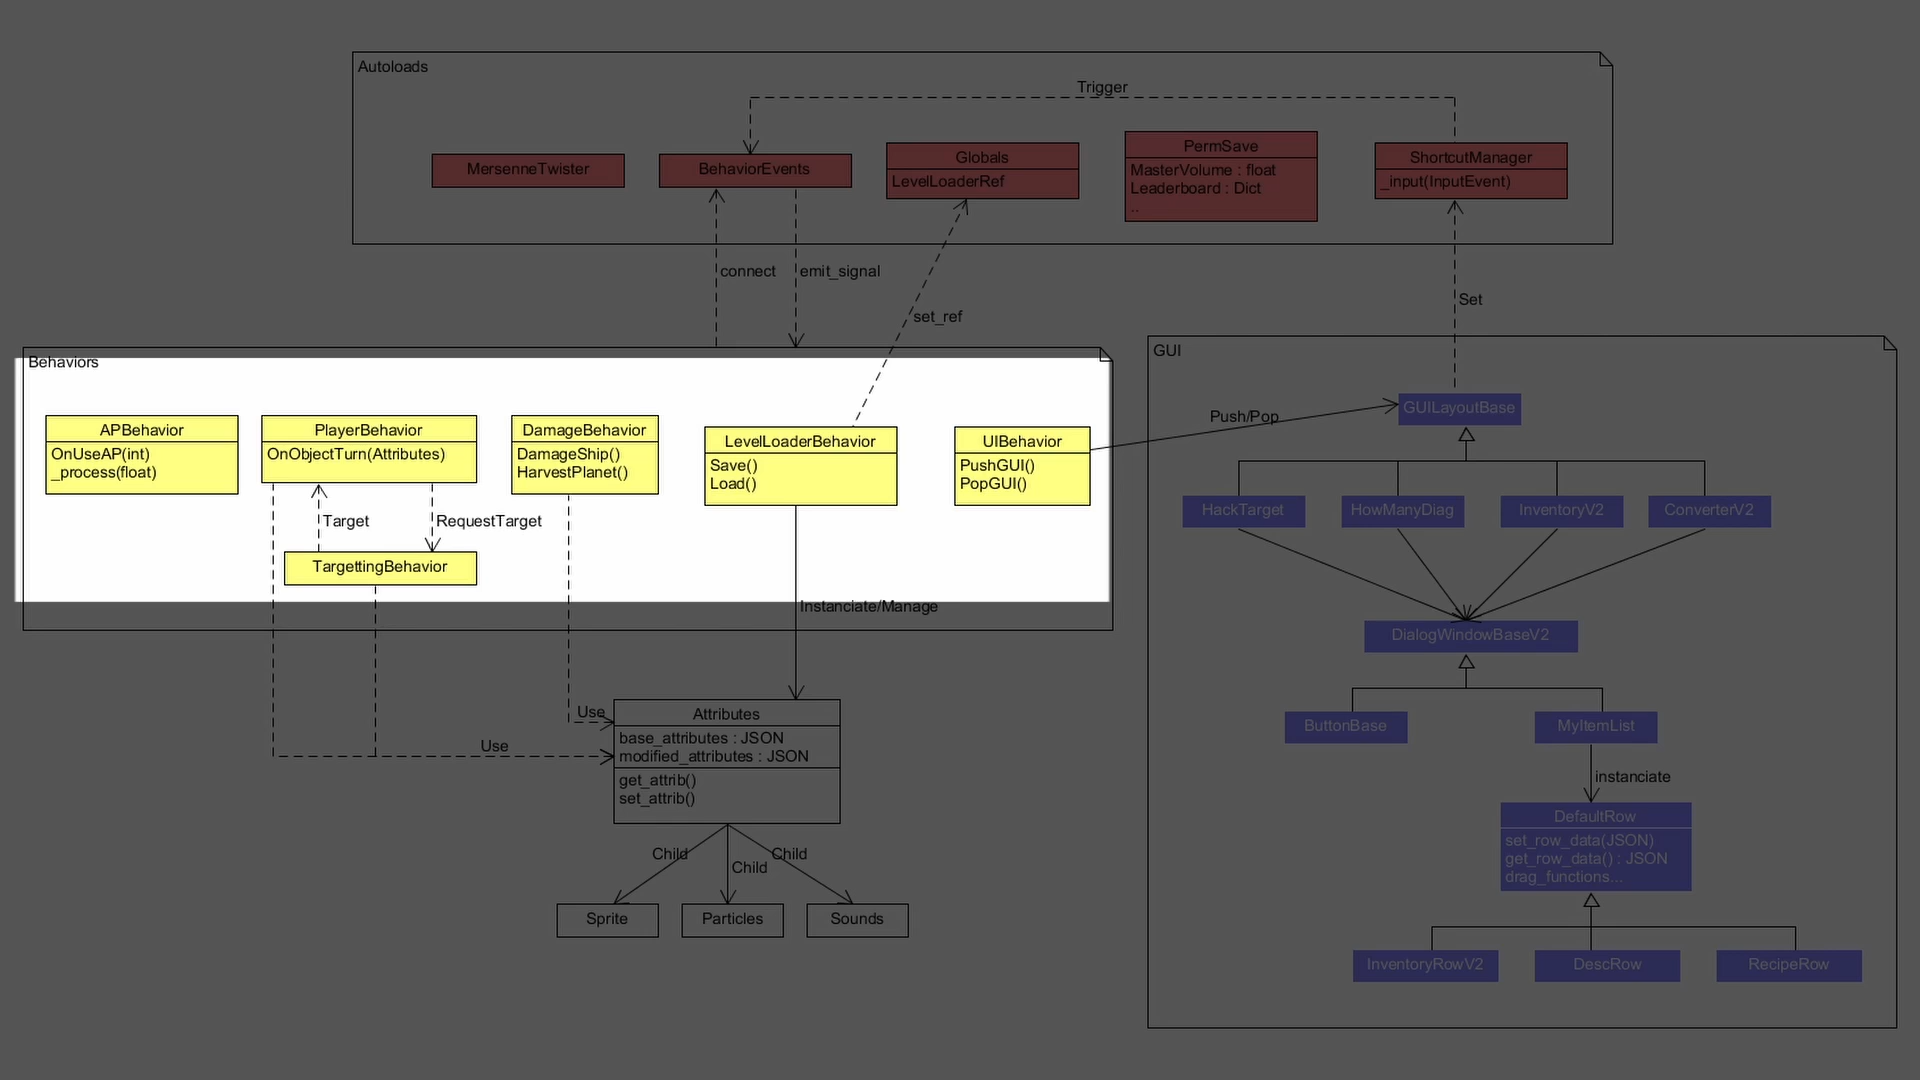 Autoloads
Trigger
MersenneTwister
BehaviorEvents
Globals
LevelLoaderRef
PermSave
MasterVolume : float
Leaderboard : Dict
..
ShortcutManager
_input(InputEvent)
connect
emit_signal
set_ref
Set
Behaviors
APBehavior
OnUseAP(int)
_process(float)
PlayerBehavior
OnObjectTurn(Attributes)
DamageBehavior
DamageShip()
HarvestPlanet()
LevelLoaderBehavior
Save()
Load()
UIBehavior
PushGUI()
PopGUI()
Target
RequestTarget
TargettingBehavior
Instanciate/Manage
Push/Pop
GUI
GUILayoutBase
HackTarget
HowManyDiag
InventoryV2
ConverterV2
DialogWindowBaseV2
ButtonBase
MyItemList
instanciate
DefaultRow
set_row_data(JSON)
get_row_data() : JSON
drag_functions...
InventoryRowV2
DescRow
RecipeRow
Use
Use
Attributes
base_attributes : JSON
modified_attributes : JSON
get_attrib()
set_attrib()
Child
Child
Child
Sprite
Particles
Sounds